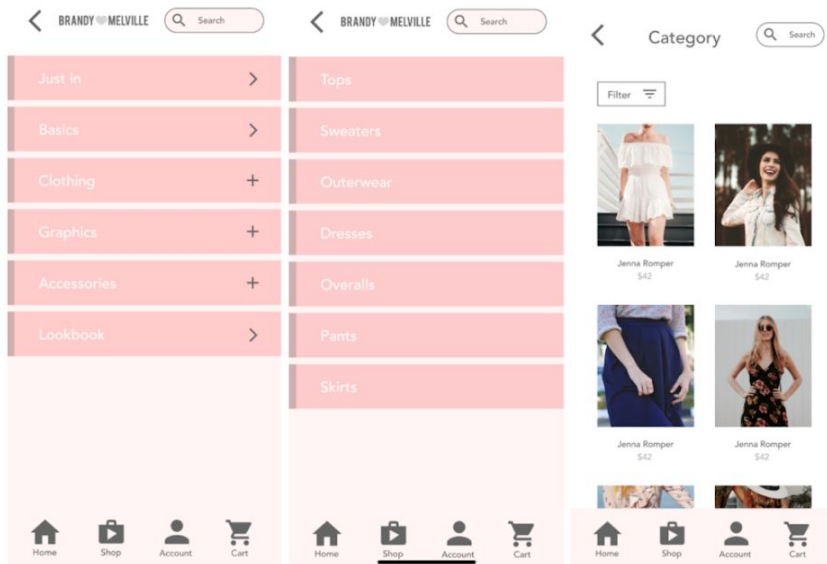 BRANDY MELVILLE
Search
Just in
Basics
Clothing
Graphics
Accessories
Lookbook
Home
Shop
Account
Cart
BRANDY MELVILLE
Search
Tops
Sweaters
Outerwear
Dresses
Overalls
Pants
Skirts
Home
Shop
Account
Cart
Category
Search
Filter
Jenna Romper
$42
Jenna Romper
$42
Jenna Romper
$42
Jenna Romper
$42
Home
Shop
Account
Cart